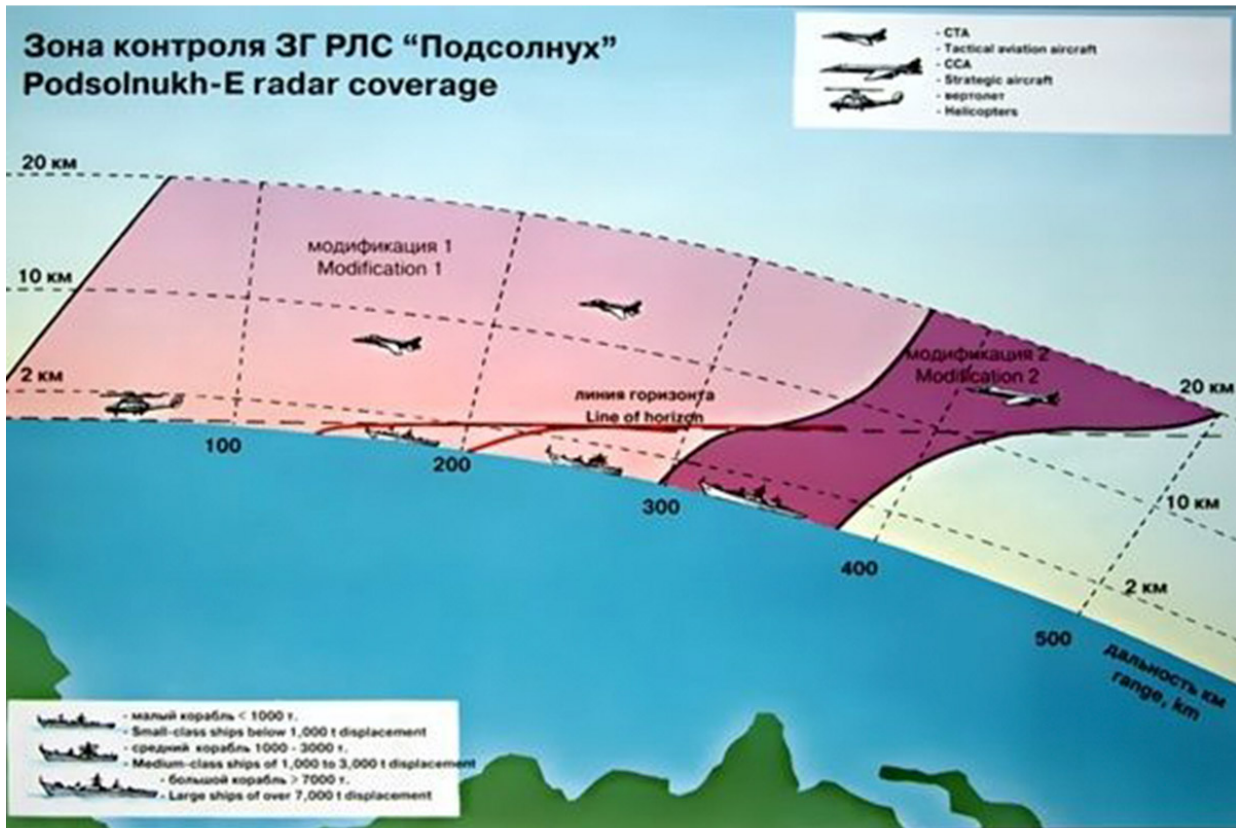 Зона контроля ЗГ РЛС “Подсолнух”
Podsolnukh-E radar coverage
- СТА
- Tactical aviation aircraft
- ССА
- Strategic aircraft
- вертолет
- Helicopters
20 км
модификация 1
Modification 1
10 км
модификация 2
Modification 2
2 км
20 км
линия горизонта
Line of horizon
100
200
300
400
500
10 км
2 км
дальность км
range, km
- малый корабль < 1000 т.
- Small-class ships below 1,000 t displacement
- средний корабль 1000 - 3000 т.
- Medium-class ships of 1,000 to 3,000 t displacement
- большой корабль > 7000 т.
- Large ships of over 7,000 t displacement